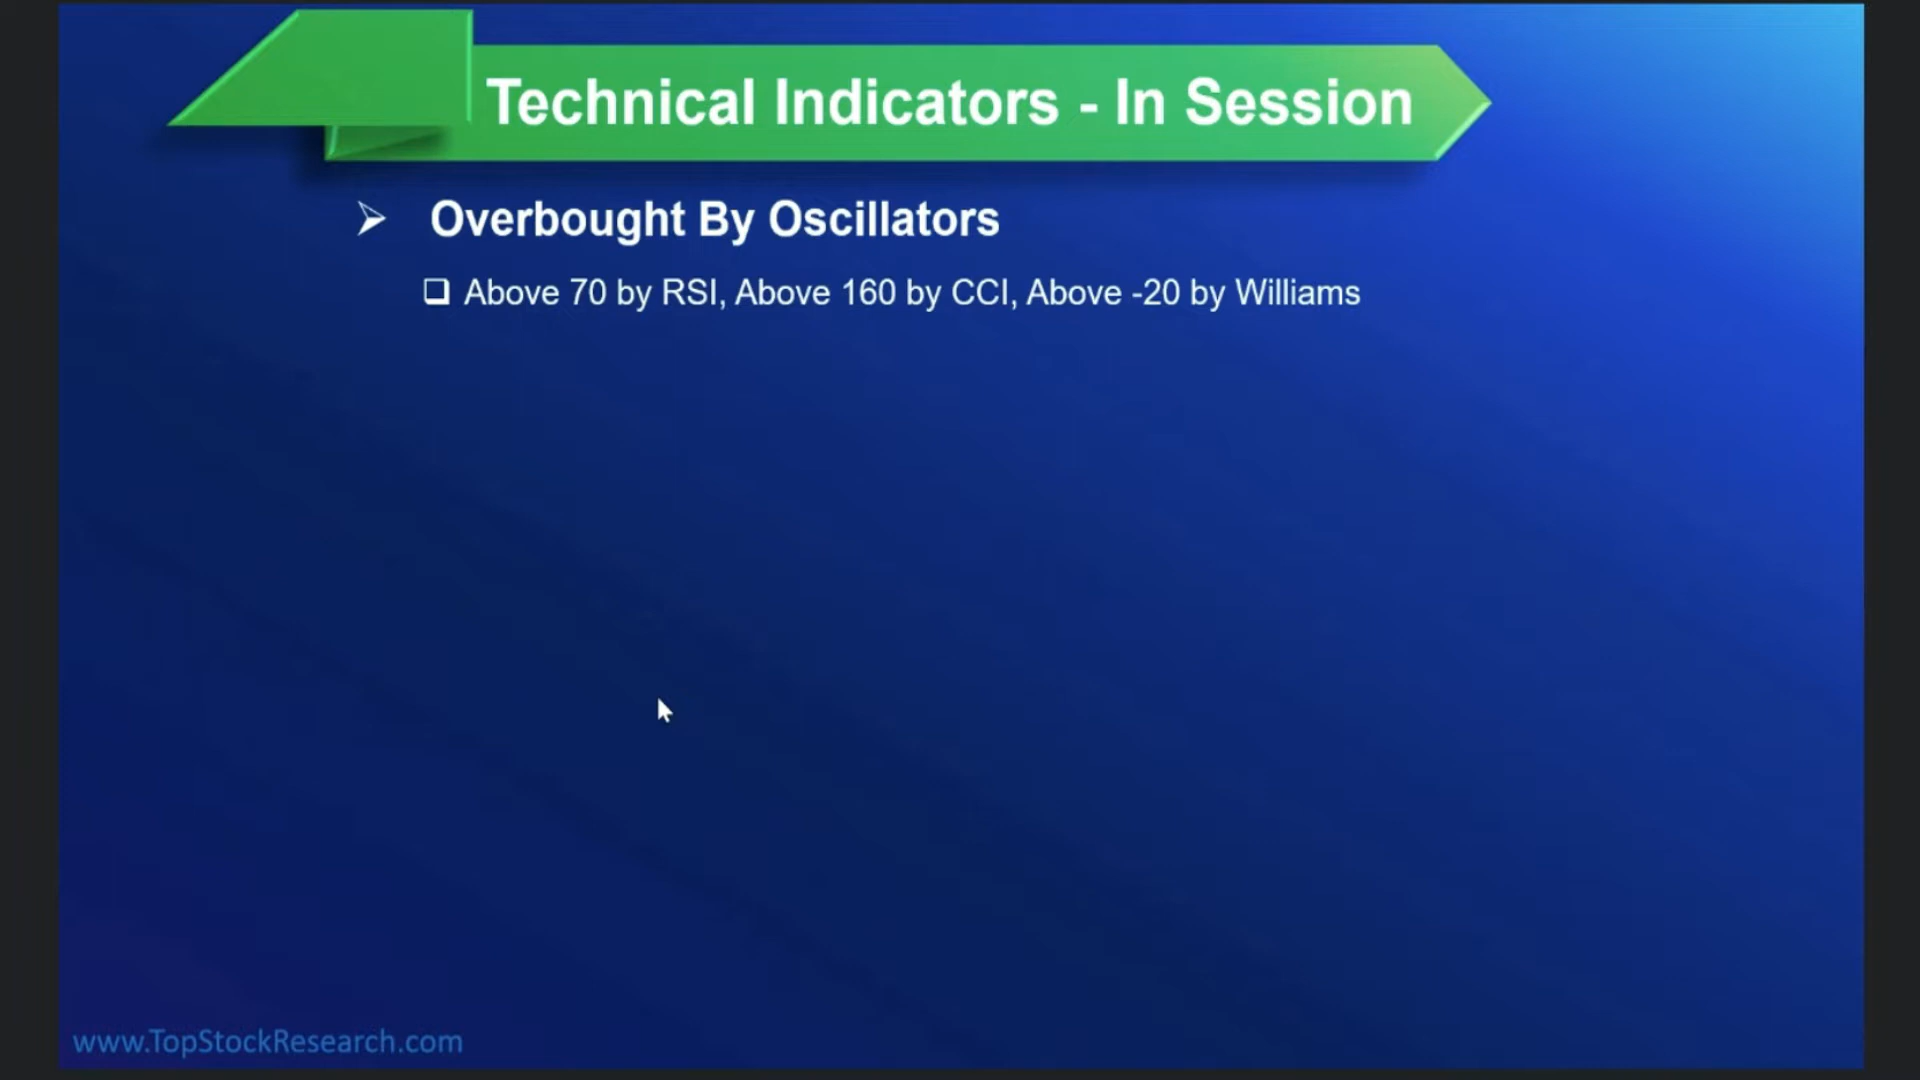 Technical Indicators - In Session
Overbought By Oscillators
Above 70 by RSI, Above 160 by CCI, Above -20 by Williams
www.TopStockResearch.com